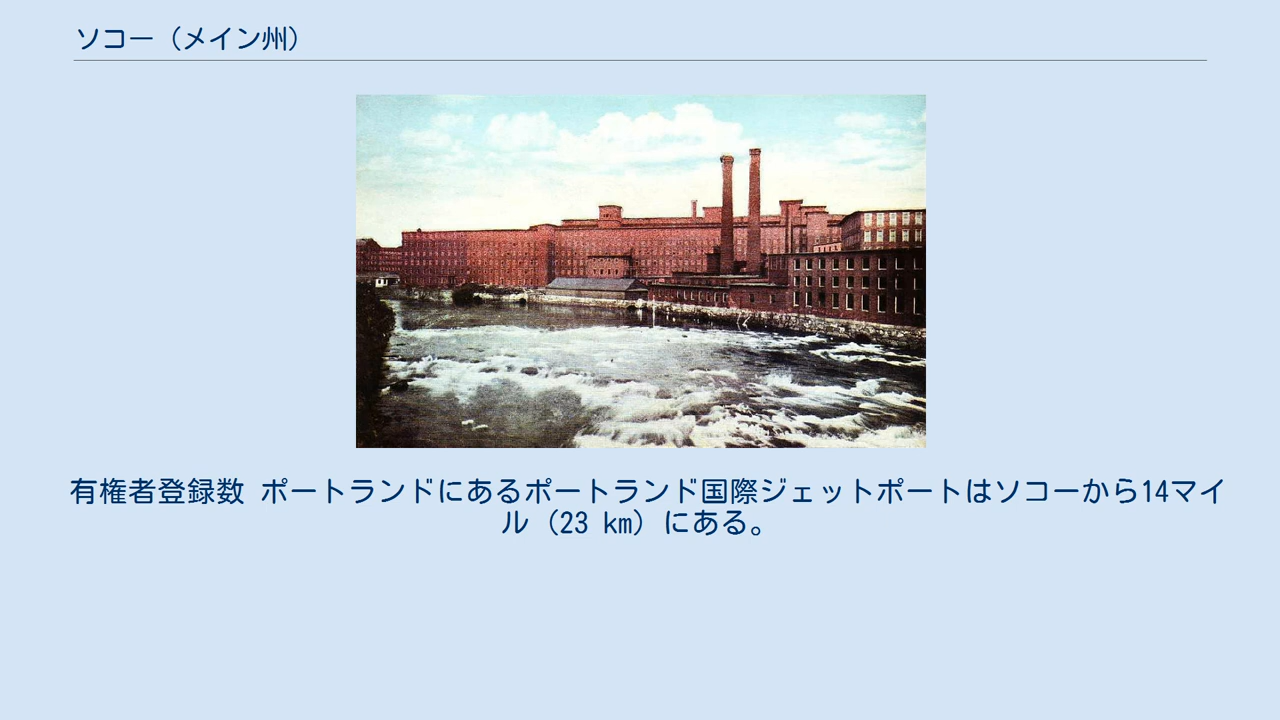 ソコー（メイン州）
有権者登録数 ポートランドにあるポートランド国際ジェットポートはソコーから14マイ
ル（23 km）にある。